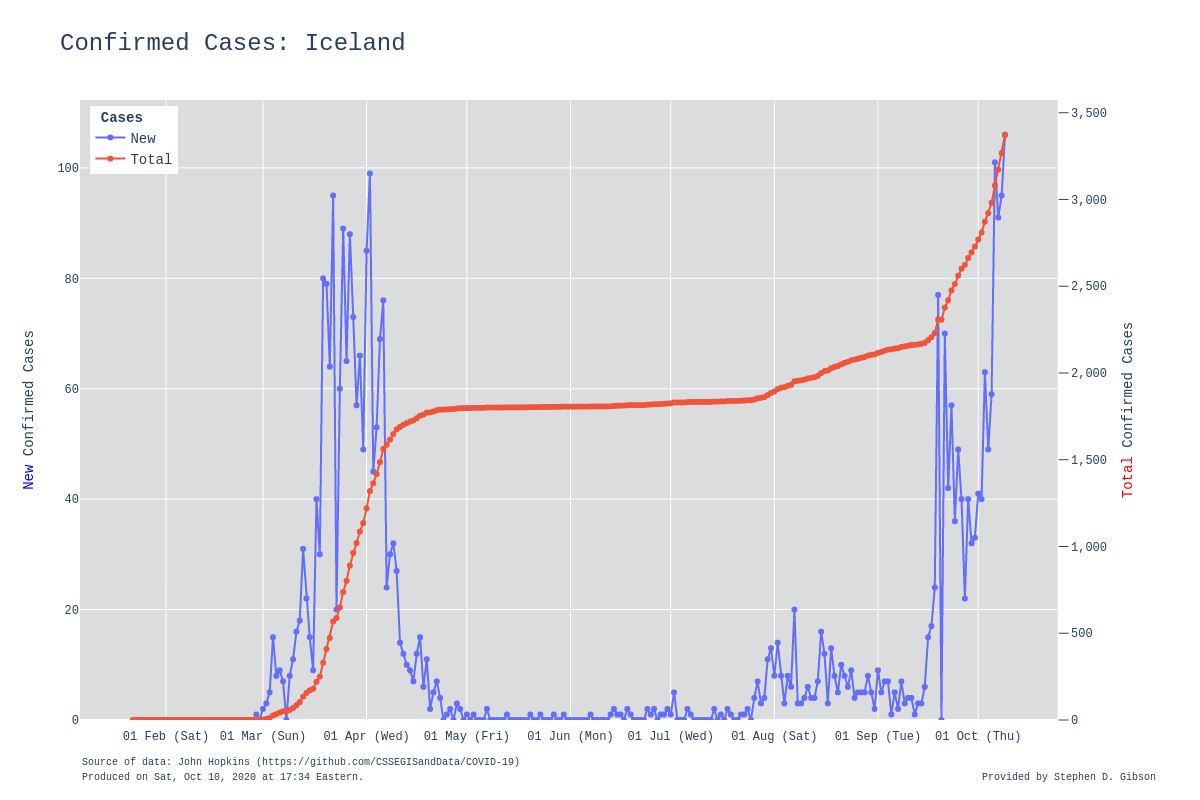 Confirmed Cases: Iceland
Cases
New
Total
100
80
60
40
20
0
3,500
3,000
2,500
2,000
1,500
1,000
500
0
New Confirmed Cases
Total Confirmed Cases
01 Feb (Sat)
01 Mar (Sun)
01 Apr (Wed)
01 May (Fri)
01 Jun (Mon)
01 Jul (Wed)
01 Aug (Sat)
01 Sep (Tue)
01 Oct (Thu)
Source of data: John Hopkins (https://github.com/CSSEGISandData/COVID-19)
Produced on Sat, Oct 10, 2020 at 17:34 Eastern.
Provided by Stephen D. Gibson